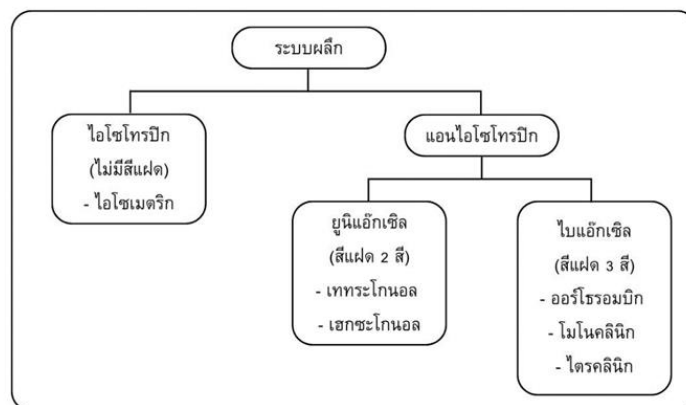 ระบบผลึก
ไอโซโทรปิก
(ไม่มีสีแฝด)
- ไอโซเมตริก
แอนไอโซโทรปิก
ยูนิแอ๊กเซิล
(สีแฝด 2 สี)
- เททระโกนอล
- เฮกซะโกนอล
ไบแอ๊กเซิล
(สีแฝด 3 สี)
- ออร์โธรอมบิก
- โมโนคลินิก
- ไตรคลินิก